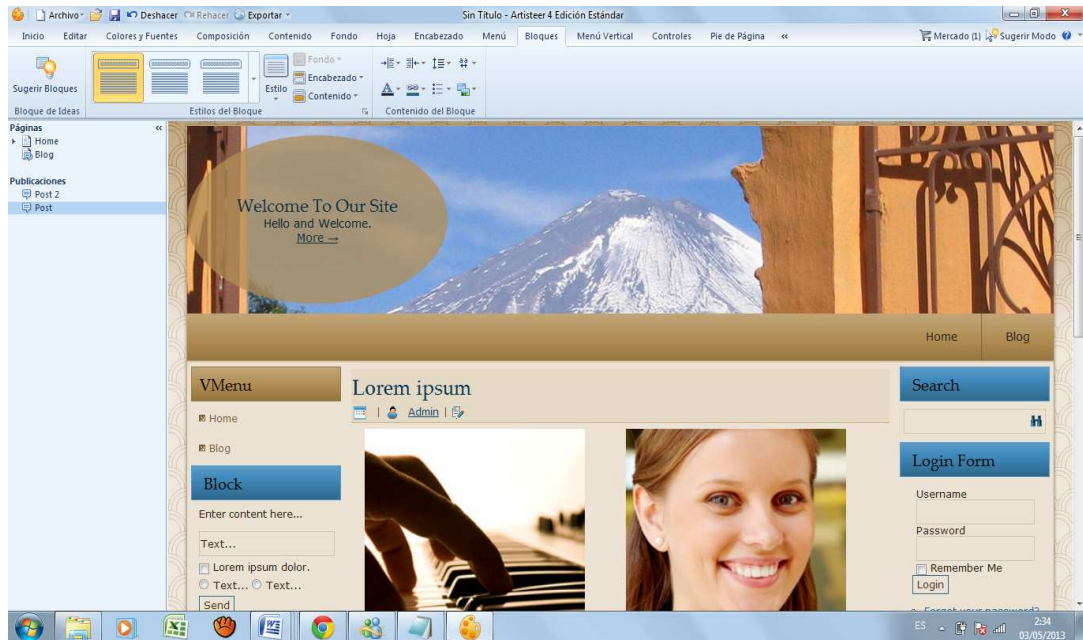 Archivo Deshacer Rehacer Exportar Sin Título - Artisteer 4 Edición Estándar
Inicio Editar Colores y Fuentes Composición Contenido Fondo Hoja Encabezado Menú Bloques Menú Vertical Controles Pie de Página « Mercado (1) Sugerir Modo
Sugerir Bloques
Estilo
Fondo
Encabezado
Contenido
Bloque de Ideas Estilos del Bloque Contenido del Bloque
Páginas «
Home
Blog
Publicaciones
Post 2
Post
Welcome To Our Site
Hello and Welcome.
More →
Home Blog
VMenu
Home
Blog
Block
Enter content here...
Text...
Lorem ipsum dolor.
Text... Text...
Send
Lorem ipsum
| Admin |
Search
Login Form
Username
Password
Remember Me
Login
Forgot your password?
ES 2:34
03/05/2013